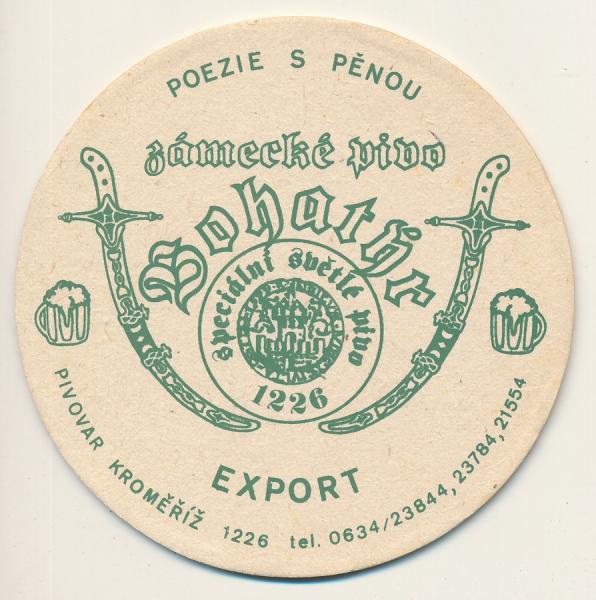 POEZIE S PĚNOU
zámecké pivo
Bohatýr
speciální světlé pivo
1226
EXPORT
PIVOVAR KROMĚŘÍŽ 1226 tel. 0634/23844, 23784, 21554